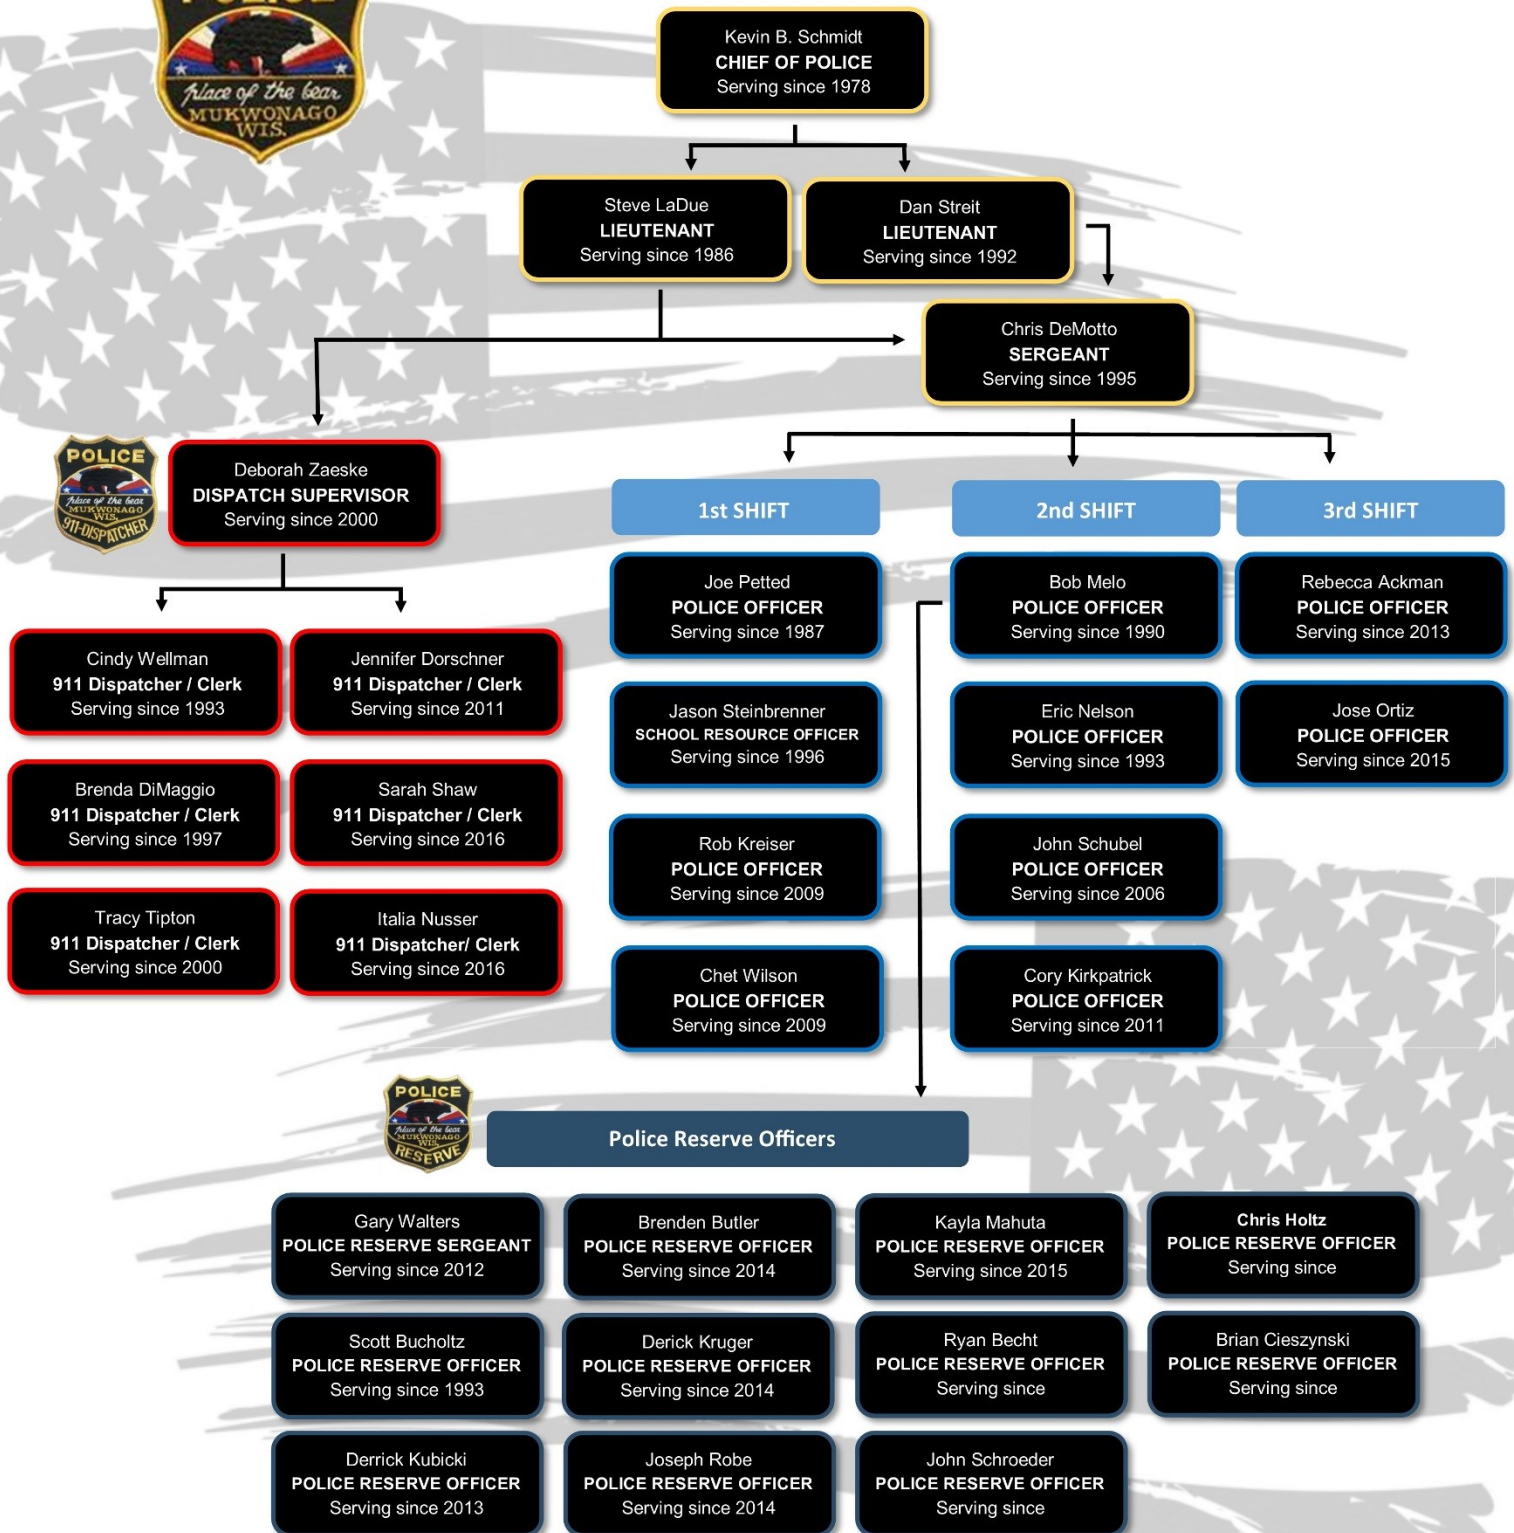 POLICE
place of the bear
MUKWONAGO
WIS.
Kevin B. Schmidt
CHIEF OF POLICE
Serving since 1978
Steve LaDue
LIEUTENANT
Serving since 1986
Dan Streit
LIEUTENANT
Serving since 1992
Chris DeMotto
SERGEANT
Serving since 1995
POLICE
place of the bear
MUKWONAGO
WIS.
911-DISPATCHER
Deborah Zaeske
DISPATCH SUPERVISOR
Serving since 2000
Cindy Wellman
911 Dispatcher / Clerk
Serving since 1993
Jennifer Dorschner
911 Dispatcher / Clerk
Serving since 2011
Brenda DiMaggio
911 Dispatcher / Clerk
Serving since 1997
Sarah Shaw
911 Dispatcher / Clerk
Serving since 2016
Tracy Tipton
911 Dispatcher / Clerk
Serving since 2000
Italia Nusser
911 Dispatcher/ Clerk
Serving since 2016
1st SHIFT
Joe Petted
POLICE OFFICER
Serving since 1987
Jason Steinbrenner
SCHOOL RESOURCE OFFICER
Serving since 1996
Rob Kreiser
POLICE OFFICER
Serving since 2009
Chet Wilson
POLICE OFFICER
Serving since 2009
2nd SHIFT
Bob Melo
POLICE OFFICER
Serving since 1990
Eric Nelson
POLICE OFFICER
Serving since 1993
John Schubel
POLICE OFFICER
Serving since 2006
Cory Kirkpatrick
POLICE OFFICER
Serving since 2011
3rd SHIFT
Rebecca Ackman
POLICE OFFICER
Serving since 2013
Jose Ortiz
POLICE OFFICER
Serving since 2015
POLICE
place of the bear
MUKWONAGO
WIS.
RESERVE
Police Reserve Officers
Gary Walters
POLICE RESERVE SERGEANT
Serving since 2012
Brenden Butler
POLICE RESERVE OFFICER
Serving since 2014
Kayla Mahuta
POLICE RESERVE OFFICER
Serving since 2015
Chris Holtz
POLICE RESERVE OFFICER
Serving since
Scott Bucholtz
POLICE RESERVE OFFICER
Serving since 1993
Derick Kruger
POLICE RESERVE OFFICER
Serving since 2014
Ryan Becht
POLICE RESERVE OFFICER
Serving since
Brian Cieszynski
POLICE RESERVE OFFICER
Serving since
Derrick Kubicki
POLICE RESERVE OFFICER
Serving since 2013
Joseph Robe
POLICE RESERVE OFFICER
Serving since 2014
John Schroeder
POLICE RESERVE OFFICER
Serving since